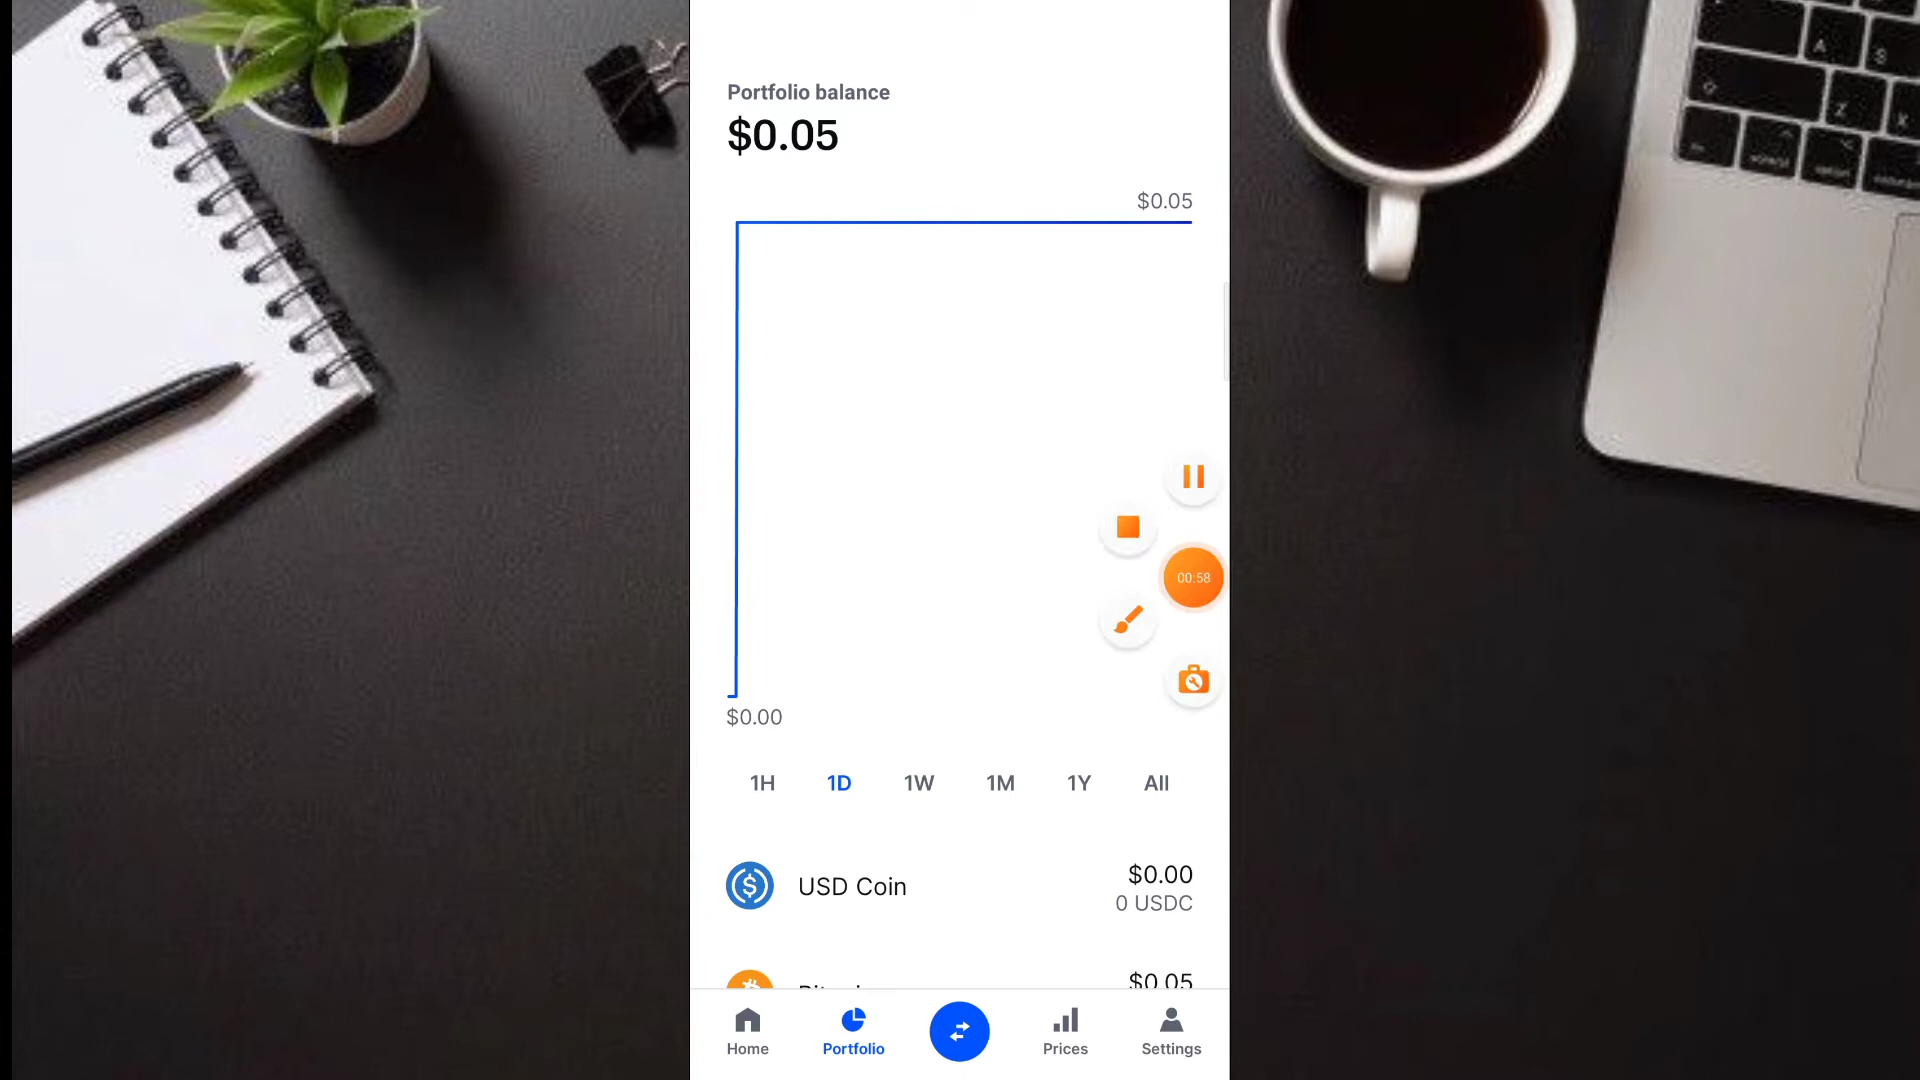 Portfolio balance
$0.05
$0.05
00:58
$0.00
1H 1D 1W 1M 1Y All
USD Coin
$0.00
0 USDC
$0.05
Home Portfolio Prices Settings
A
S
Z
X